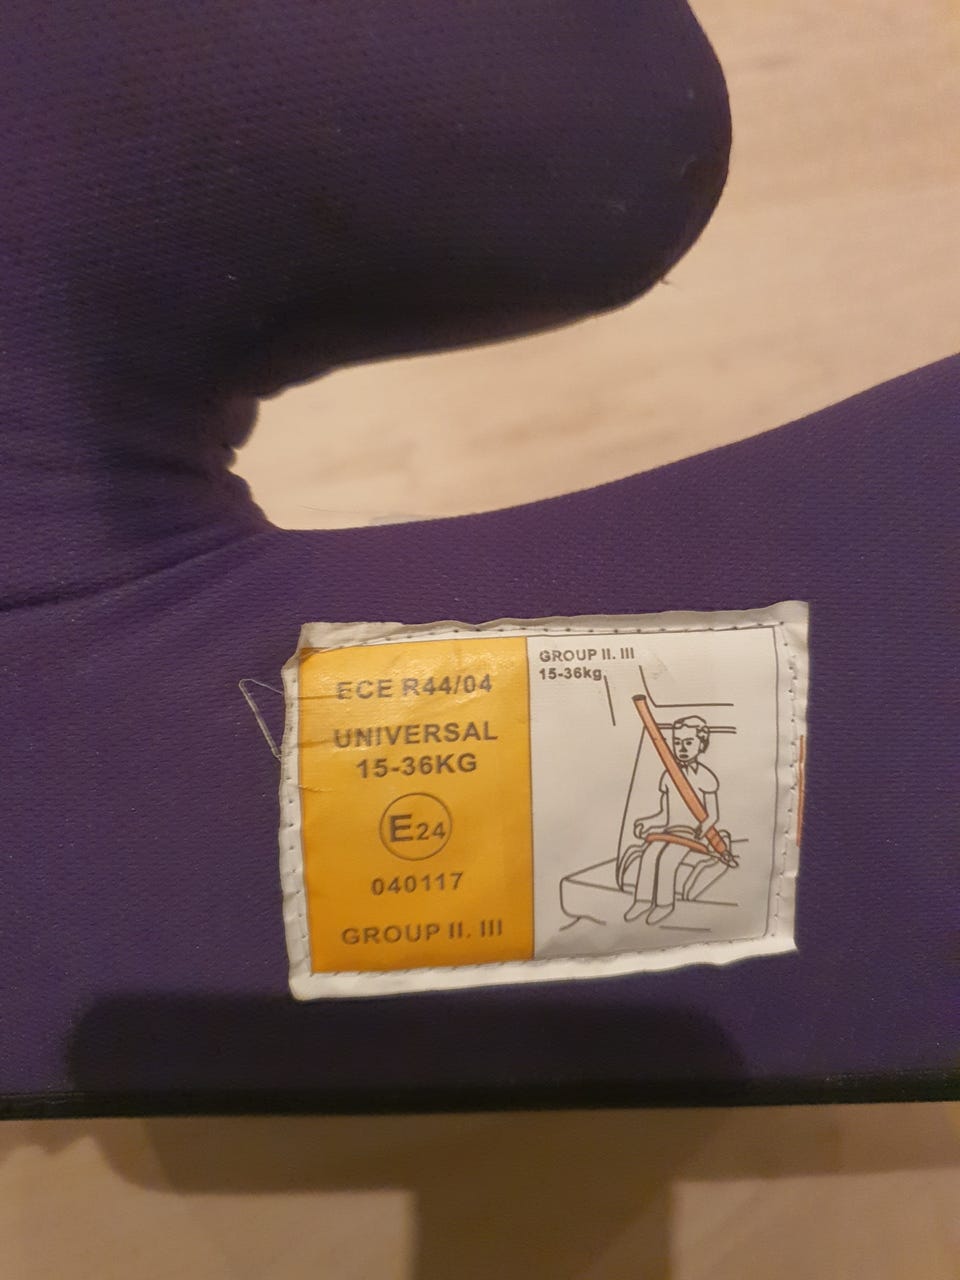 ECE R44/04
UNIVERSAL
15-36KG
E24
040117
GROUP II. III
GROUP II. III
15-36kg